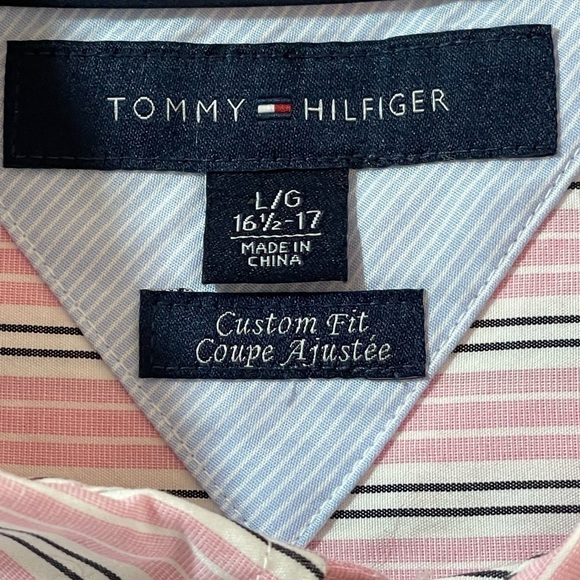 TOMMY HILFIGER
L/G
16½-17
MADE IN
CHINA
Custom Fit
Coupe Ajustée